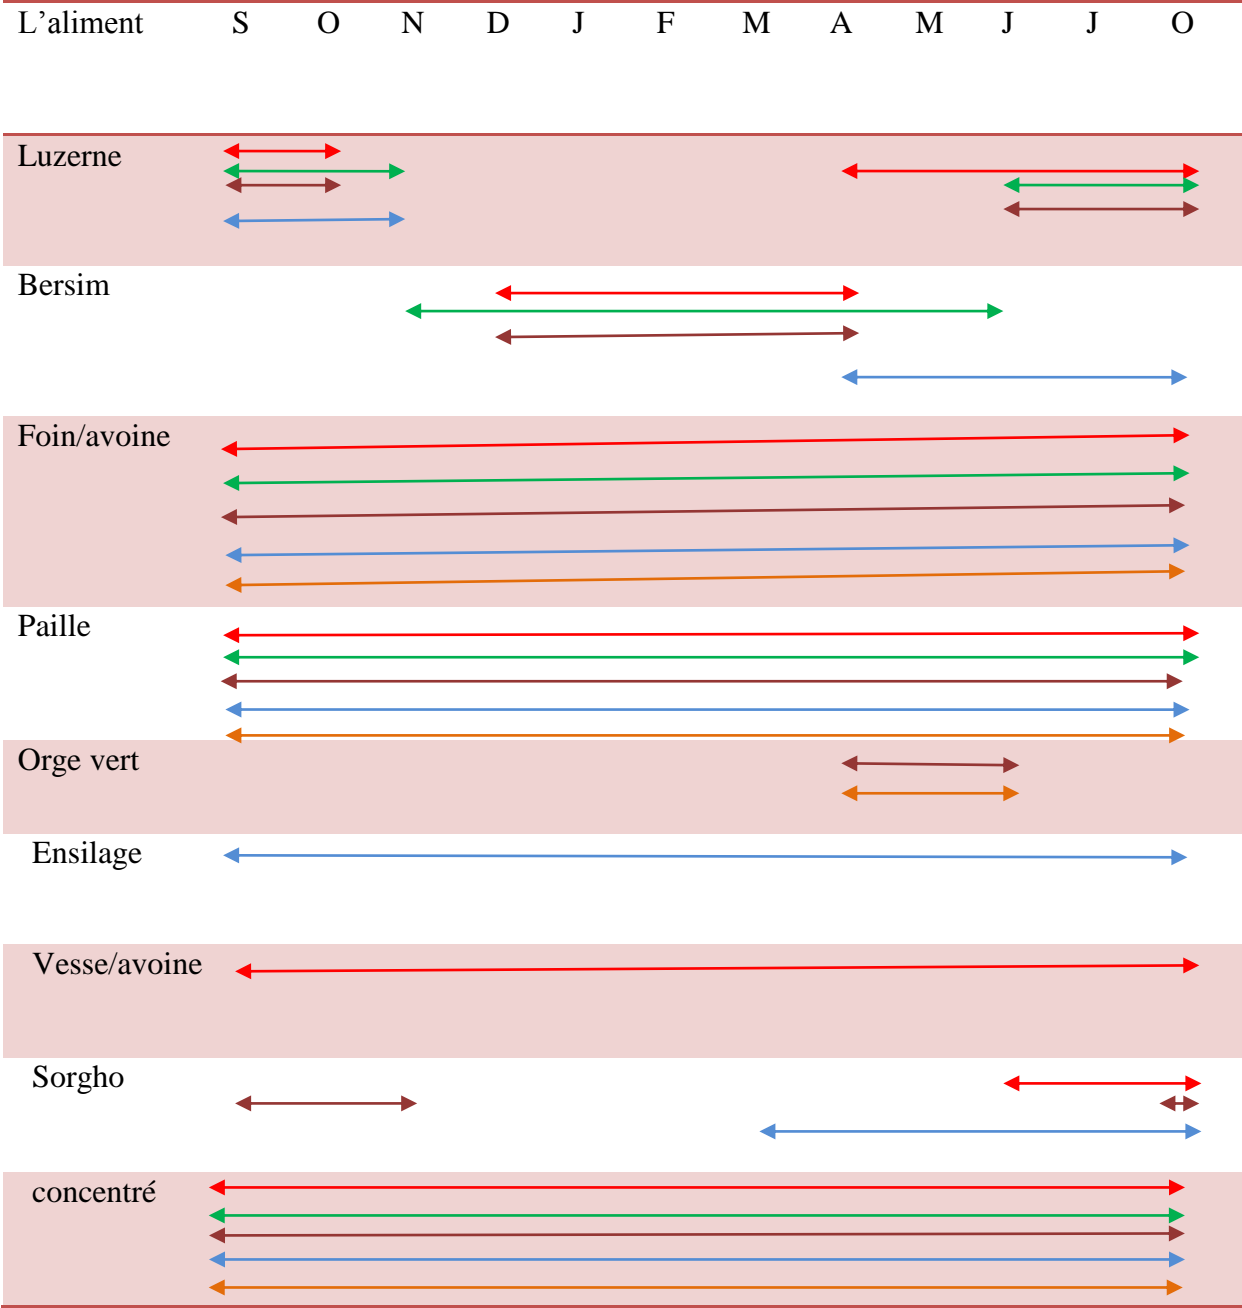 L’aliment S O N D J F M A M J J O
Luzerne
Bersim
Foin/avoine
Paille
Orge vert
Ensilage
Vesse/avoine
Sorgho
concentré